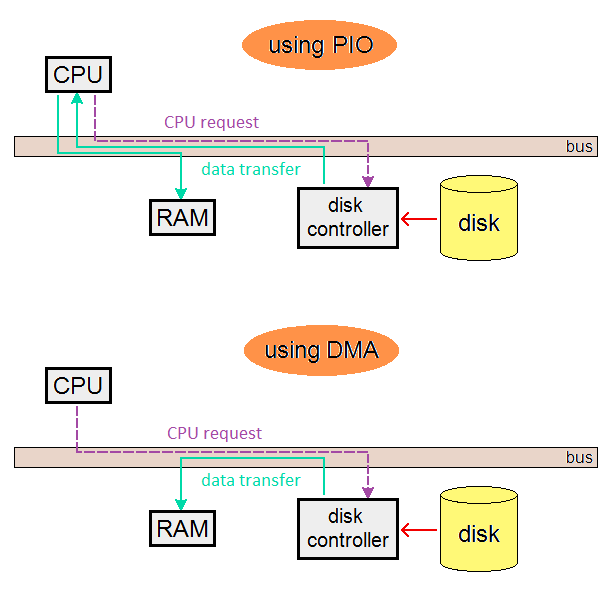 using PIO
CPU
CPU request
bus
data transfer
RAM
disk
controller
disk
using DMA
CPU
CPU request
bus
data transfer
RAM
disk
controller
disk